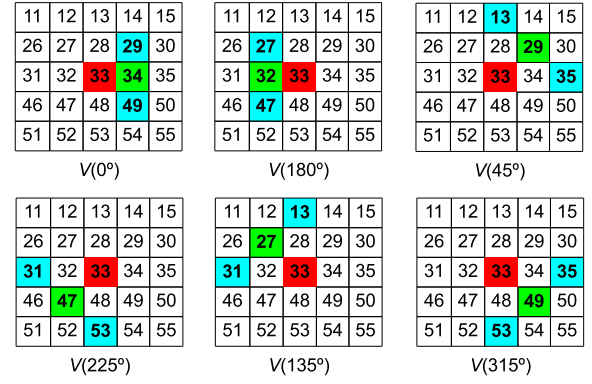 11 12 13 14 15
26 27 28 29 30
31 32 33 34 35
46 47 48 49 50
51 52 53 54 55
V(0º)
11 12 13 14 15
26 27 28 29 30
31 32 33 34 35
46 47 48 49 50
51 52 53 54 55
V(180º)
11 12 13 14 15
26 27 28 29 30
31 32 33 34 35
46 47 48 49 50
51 52 53 54 55
V(45º)
11 12 13 14 15
26 27 28 29 30
31 32 33 34 35
46 47 48 49 50
51 52 53 54 55
V(225º)
11 12 13 14 15
26 27 28 29 30
31 32 33 34 35
46 47 48 49 50
51 52 53 54 55
V(135º)
11 12 13 14 15
26 27 28 29 30
31 32 33 34 35
46 47 48 49 50
51 52 53 54 55
V(315º)